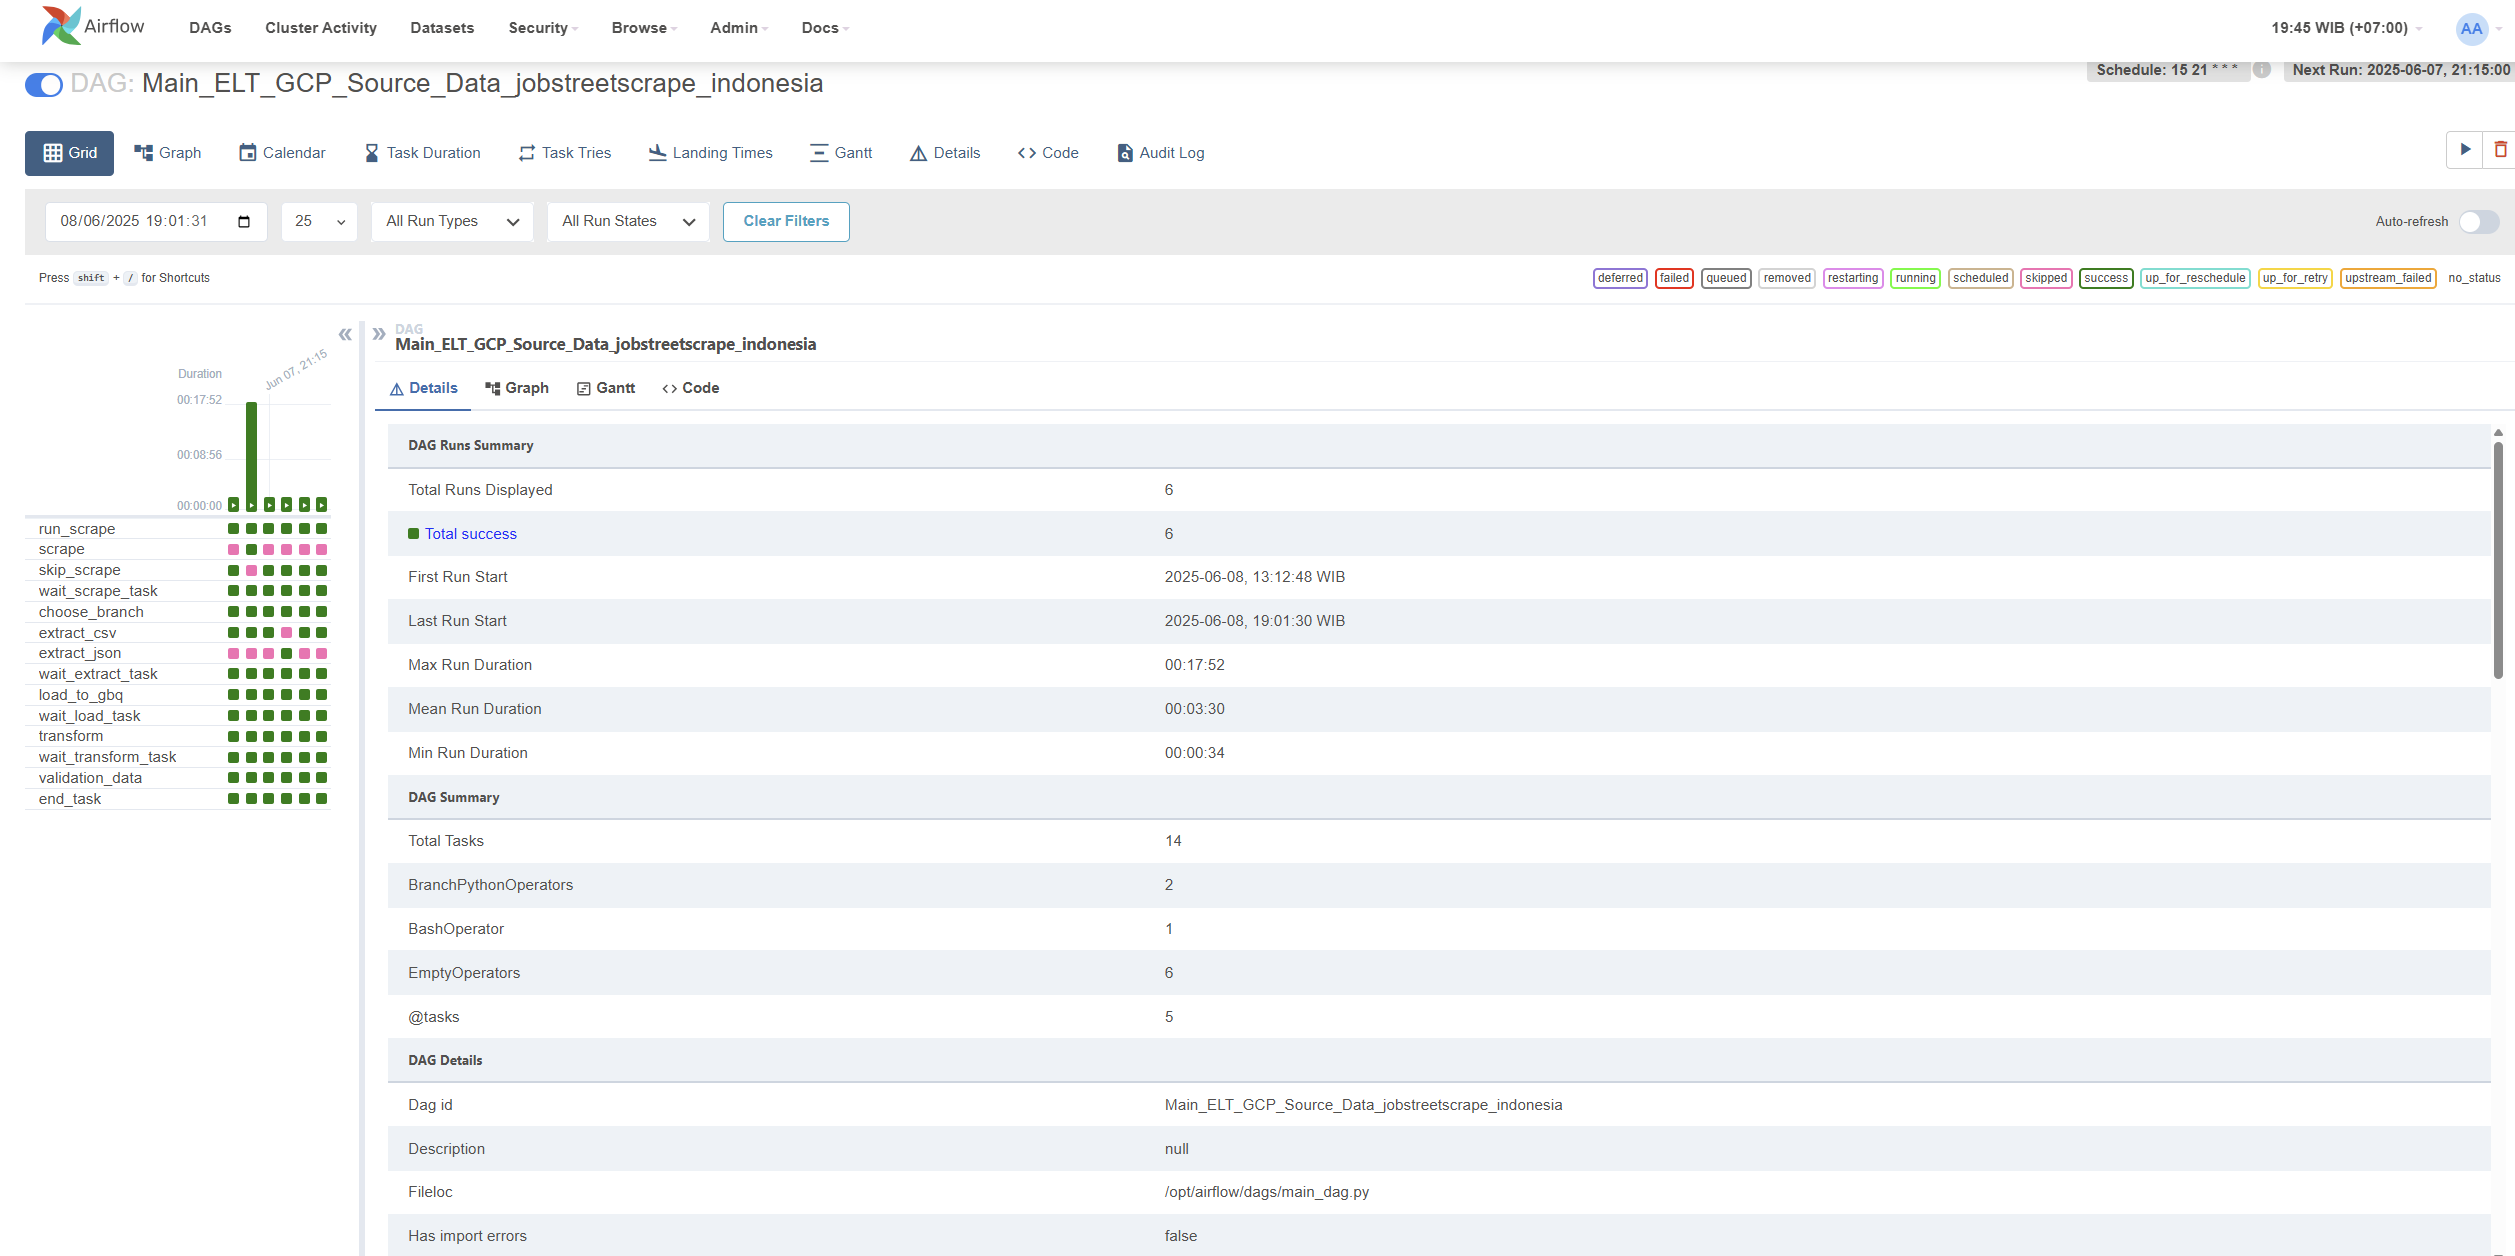 Airflow DAGs Cluster Activity Datasets Security Browse Admin Docs 19:45 WIB (+07:00) AA
DAG: Main_ELT_GCP_Source_Data_jobstreetscrape_indonesia Schedule: 15 21 * * * i Next Run: 2025-06-07, 21:15:00
Grid Graph Calendar Task Duration Task Tries Landing Times Gantt Details Code Audit Log
08/06/2025 19:01:31 25 All Run Types All Run States Clear Filters Auto-refresh
Press shift + / for Shortcuts deferred failed queued removed restarting running scheduled skipped success up_for_reschedule up_for_retry upstream_failed no_status
DAG
Main_ELT_GCP_Source_Data_jobstreetscrape_indonesia
Details Graph Gantt Code
Jun 07, 21:15
Duration
00:17:52
00:08:56
00:00:00
run_scrape
scrape
skip_scrape
wait_scrape_task
choose_branch
extract_csv
extract_json
wait_extract_task
load_to_gbq
wait_load_task
transform
wait_transform_task
validation_data
end_task
DAG Runs Summary
Total Runs Displayed 6
Total success 6
First Run Start 2025-06-08, 13:12:48 WIB
Last Run Start 2025-06-08, 19:01:30 WIB
Max Run Duration 00:17:52
Mean Run Duration 00:03:30
Min Run Duration 00:00:34
DAG Summary
Total Tasks 14
BranchPythonOperators 2
BashOperator 1
EmptyOperators 6
@tasks 5
DAG Details
Dag id Main_ELT_GCP_Source_Data_jobstreetscrape_indonesia
Description null
Fileloc /opt/airflow/dags/main_dag.py
Has import errors false